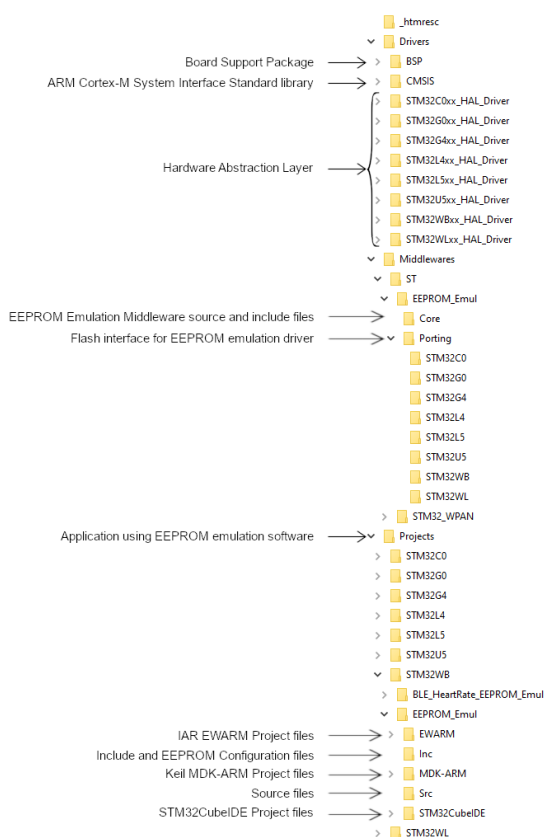 _htmresc
Drivers
Board Support Package BSP
ARM Cortex-M System Interface Standard library CMSIS
STM32C0xx_HAL_Driver
STM32G0xx_HAL_Driver
STM32G4xx_HAL_Driver
Hardware Abstraction Layer STM32L4xx_HAL_Driver
STM32L5xx_HAL_Driver
STM32U5xx_HAL_Driver
STM32WBxx_HAL_Driver
STM32WLxx_HAL_Driver
Middlewares
ST
EEPROM_Emul
EEPROM Emulation Middleware source and include files Core
Flash interface for EEPROM emulation driver Porting
STM32C0
STM32G0
STM32G4
STM32L4
STM32L5
STM32U5
STM32WB
STM32WL
STM32_WPAN
Application using EEPROM emulation software Projects
STM32C0
STM32G0
STM32G4
STM32L4
STM32L5
STM32U5
STM32WB
BLE_HeartRate_EEPROM_Emul
EEPROM_Emul
IAR EWARM Project files EWARM
Include and EEPROM Configuration files Inc
Keil MDK-ARM Project files MDK-ARM
Source files Src
STM32CubeIDE Project files STM32CubeIDE
STM32WL